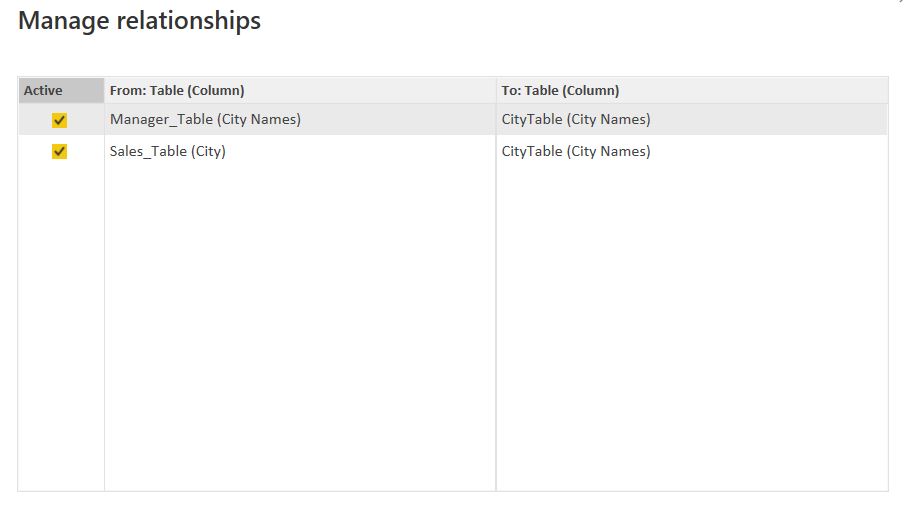 Manage relationships
Active From: Table (Column) To: Table (Column)
Manager_Table (City Names) CityTable (City Names)
Sales_Table (City) CityTable (City Names)